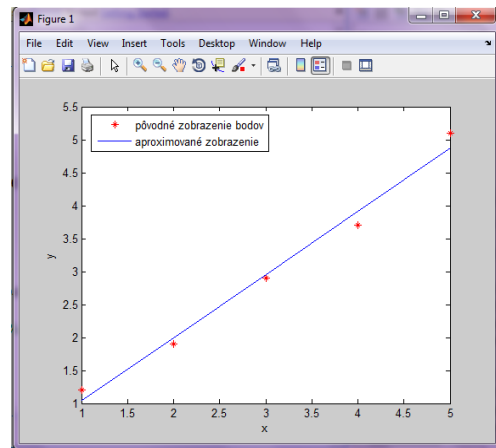 Figure 1
File Edit View Insert Tools Desktop Window Help
5.5
5
4.5
4
3.5
3
2.5
2
1.5
1
pôvodné zobrazenie bodov
aproximované zobrazenie
y
1 1.5 2 2.5 3 3.5 4 4.5 5
x